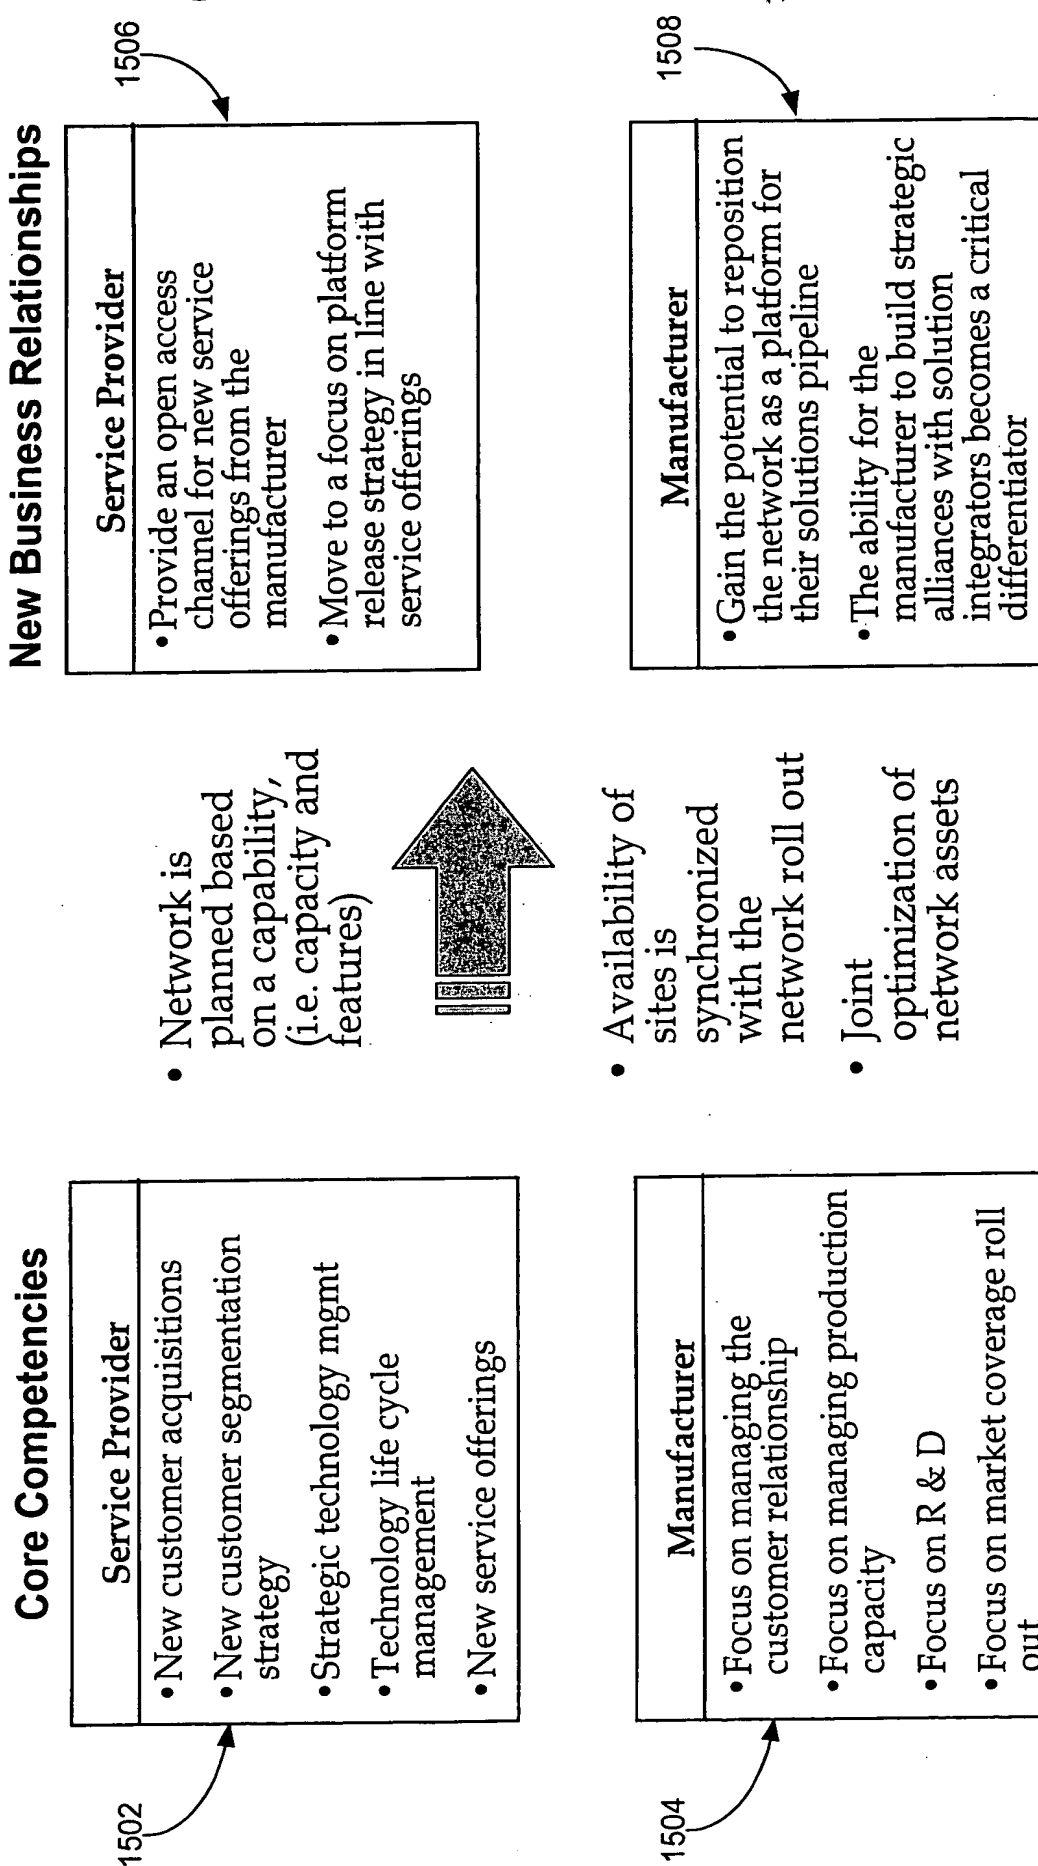 Core Competencies
1502
Service Provider
•New customer acquisitions
•New customer segmentation
strategy
•Strategic technology mgmt
•Technology life cycle
management
•New service offerings
1504
Manufacturer
•Focus on managing the
customer relationship
•Focus on managing production
capacity
•Focus on R & D
•Focus on market coverage roll
out
• Network is
planned based
on a capability,
(i.e. capacity and
features)
• Availability of
sites is
synchronized
with the
network roll out
• Joint
optimization of
network assets
New Business Relationships
1506
Service Provider
•Provide an open access
channel for new service
offerings from the
manufacturer
•Move to a focus on platform
release strategy in line with
service offerings
1508
Manufacturer
•Gain the potential to reposition
the network as a platform for
their solutions pipeline
•The ability for the
manufacturer to build strategic
alliances with solution
integrators becomes a critical
differentiator